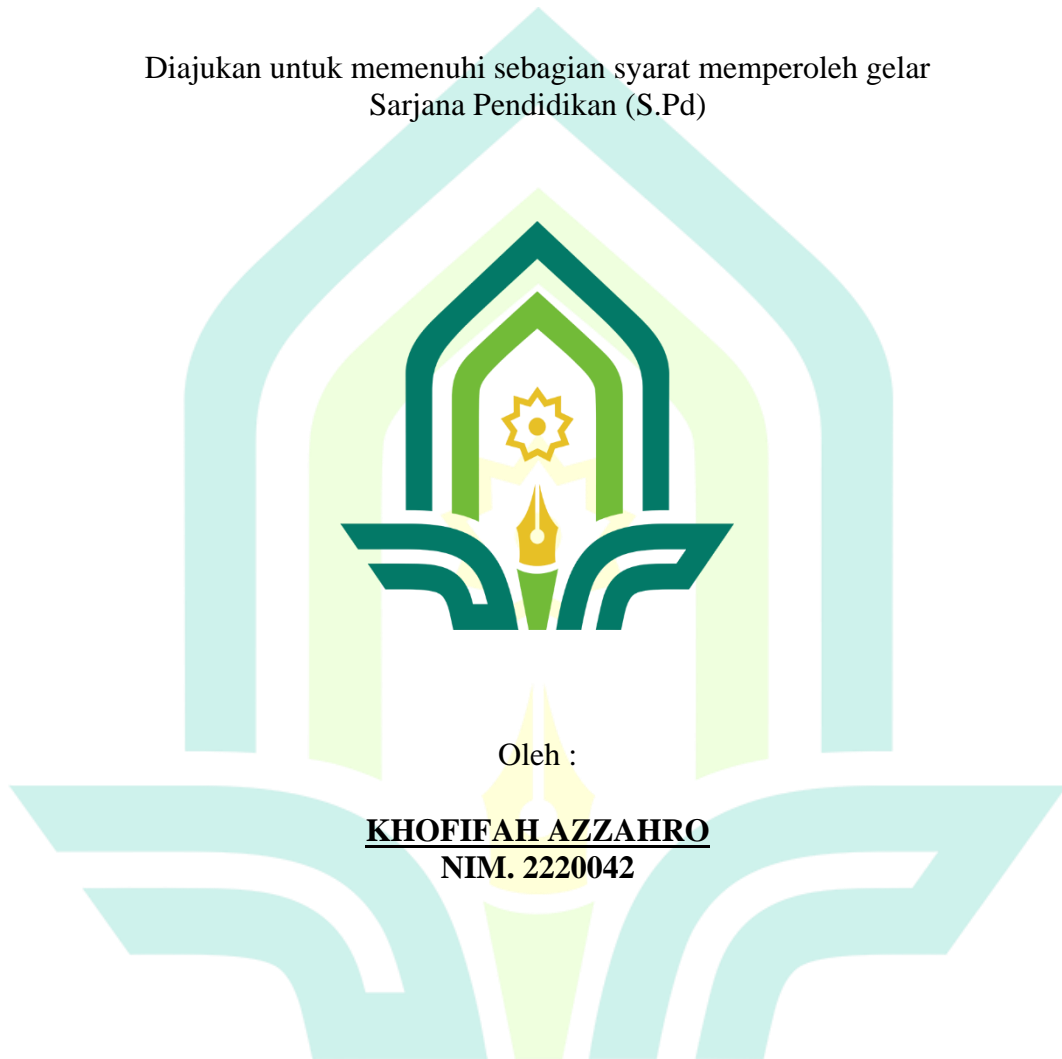 Diajukan untuk memenuhi sebagian syarat memperoleh gelar
Sarjana Pendidikan (S.Pd)
Oleh :
KHOFIFAH AZZAHRO
NIM. 2220042